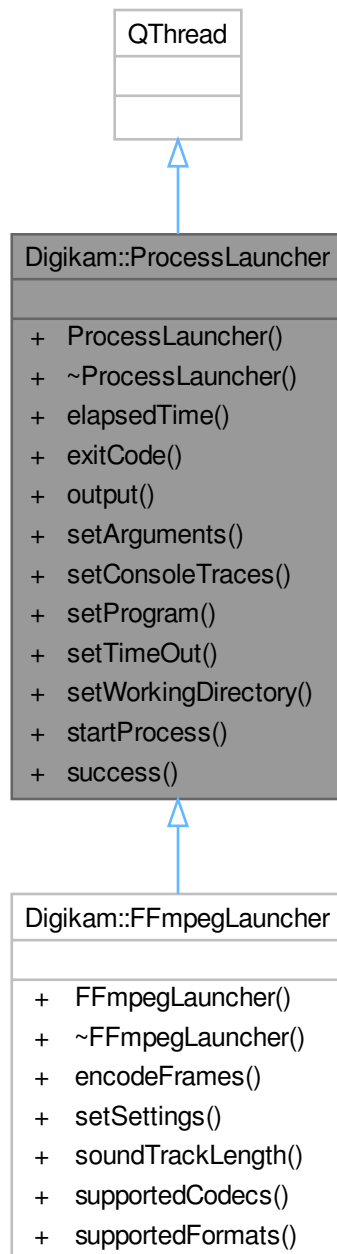 QThread
Digikam::ProcessLauncher
+ ProcessLauncher()
+ ~ProcessLauncher()
+ elapsedTime()
+ exitCode()
+ output()
+ setArguments()
+ setConsoleTraces()
+ setProgram()
+ setTimeOut()
+ setWorkingDirectory()
+ startProcess()
+ success()
Digikam::FFmpegLauncher
+ FFmpegLauncher()
+ ~FFmpegLauncher()
+ encodeFrames()
+ setSettings()
+ soundTrackLength()
+ supportedCodecs()
+ supportedFormats()